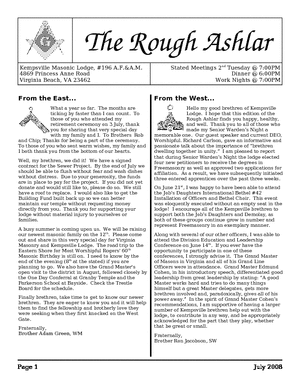 The Rough Ashlar
Kempsville Masonic Lodge, #196 A.F.&A.M.
4869 Princess Anne Road
Virginia Beach, VA 23462
Stated Meetings 2nd Tuesday @ 7:00PM
Dinner @ 6:00PM
Work Nights @ 7:00PM
From the East...
What a year so far. The months are
ticking by faster than I can count. To
those of you who attended my
retirement ceremony on 3 July, thank
you for sharing that very special day
with my family and I. To Brothers
and Chip; Thanks for being a part of the ceremony.
To those of you who sent warm wishes, my family and
I both thank you from the bottom of our hearts.
Well, my brethren, we did it! We have a signed
contract for the Sewer Project. By the end of July we
should be able to flush without fear and wash dishes
without distress. Due to your generosity, the funds
are in place to pay for the project. If you did not yet
donate and would still like to, please do so. We still
have a cost to replace. I would also like to get the
Building Fund built back up so we can better
maintain our temple without requesting money
directly from you. Thank you for supporting your
lodge without material injury to yourselves or
families.
A busy summer is coming upon us. We will be raising
our newest masonic family on the 12th. Please come
out and share in this very special day for Virginia
Masonry and Kempsville Lodge. The road trip to the
Eastern Shore for Most Worshipful Roger
Masonic Birthday is still on. I need to know by the
end of the evening (8th at the stated) if you are
planning to go. We also have the Grand Master's
open visit to the district in August, followed closely by
the One Day Conferral at Granby Temple and the
Parkerson School at Bayside. Check the Trestle
Board for the schedule.
Finally brethren, take time to get to know our newer
brethren. They are eager to know you and it will help
them to find the fellowship and brotherly love they
were seeking when they first knocked on the West
Gate.
Fraternally,
Brother Adam Green, WM
From the West...
Hello my good brethren of Kempsville
Lodge. I hope that this edition of the
Rough Ashlar finds you happy, healthy,
and well. Thank you to all of those who
made my Senior Warden's Night so
memorable one. Our guest speaker and current DEO,
Worshipful Richard Carlson, gave an informative and
passionate talk about the importance of "brethren
dwelling together in unity." I am pleased to report
that during Senior Warden's Night the lodge elected
four new petitioners to receive the degrees in
Freemasonry as well as approved two applications for
affiliation. As a result, we have subsequently initiated
three entered apprentices over the past three weeks.
On June 21st, I was happy to have been able to attend
the Job's Daughters International Bethel #42
Installation of Officers and Bethel Choir. This event
was eloquently executed without an empty seat in the
lodge! I encourage all of the Kempsville brethren to
support both the Job's Daughters and Demolay, as
both of these groups continue grow in number and
represent Freemasonry in an exemplary manner.
Along with several of our other officers, I was able to
attend the Division Education and Leadership
Conference on June 14th. If you ever have the
opportunity to participate in one of these
conferences, I strongly advise it. The Grand Master
of Masons in Virginia and all of his Grand Line
Officers were in attendance. Grand Master Edmund
Cohen, in his introductory speech, differentiated good
leadership from great leadership by stating: "A good
Master works hard and tries to do many things
himself but a great Master delegates, gets more
brethren involved and, paradoxically, gives all of his
power away." In the spirit of Grand Master Cohen's
recommendations, I am supportive of having a larger
number of Kempsville brethren help out with the
lodge, to contribute in any way, and be appropriately
acknowledged for the part that they play, whether
that be great or small.
Fraternally,
Brother Ron Jacobson, SW
Page 1
July 2008